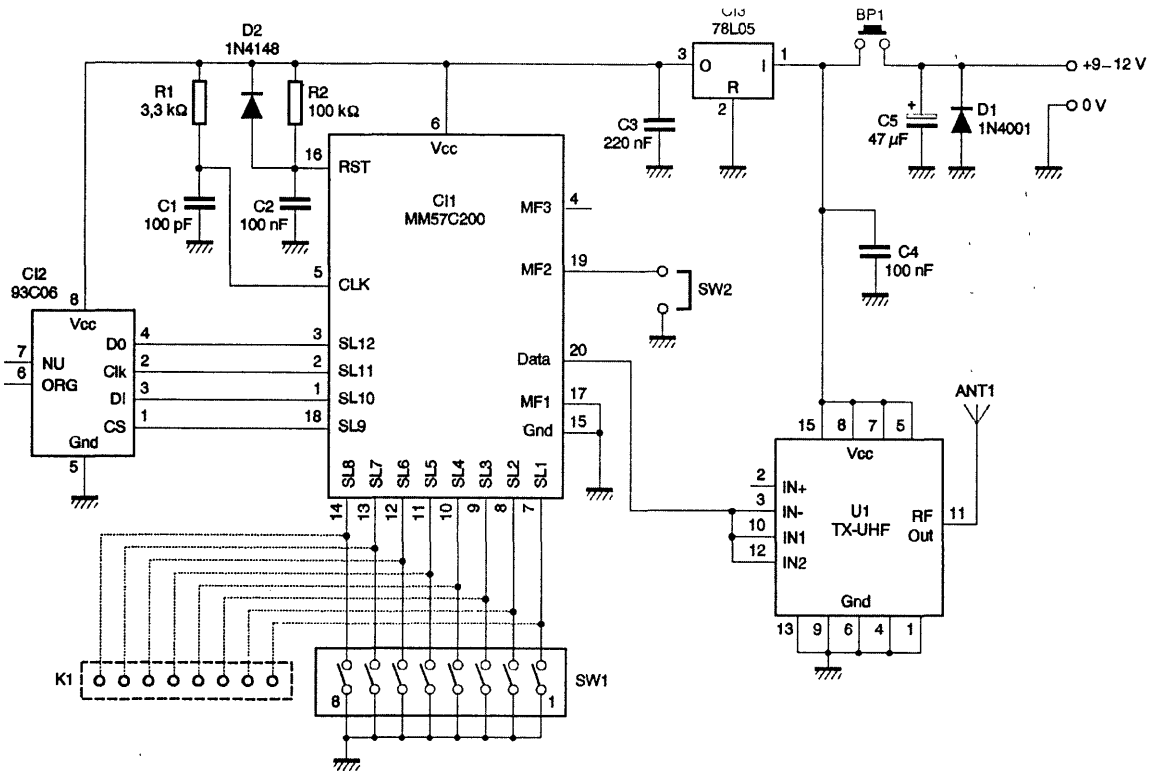 D2
1N4148
CI3
78L05
BP1
3
O
I
1
+9–12 V
R
2
0 V
R1
3,3 kΩ
R2
100 kΩ
6
Vcc
C3
220 nF
+
C5
47 µF
D1
1N4001
16
RST
CI1
MM57C200
C1
100 pF
C2
100 nF
MF3
4
C4
100 nF
5
CLK
MF2
19
SW2
CI2
93C06
8
Vcc
D0
4
3
SL12
Data
20
7
NU
Clk
2
2
SL11
6
ORG
DI
3
1
SL10
MF1
17
CS
1
18
SL9
Gnd
15
Gnd
5
ANT1
15
8
7
5
Vcc
SL8
SL7
SL6
SL5
SL4
SL3
SL2
SL1
14
13
12
11
10
9
8
7
2
IN+
3
IN-
10
IN1
12
IN2
U1
TX-UHF
RF
Out
11
Gnd
13
9
6
4
1
K1
SW1
8
1